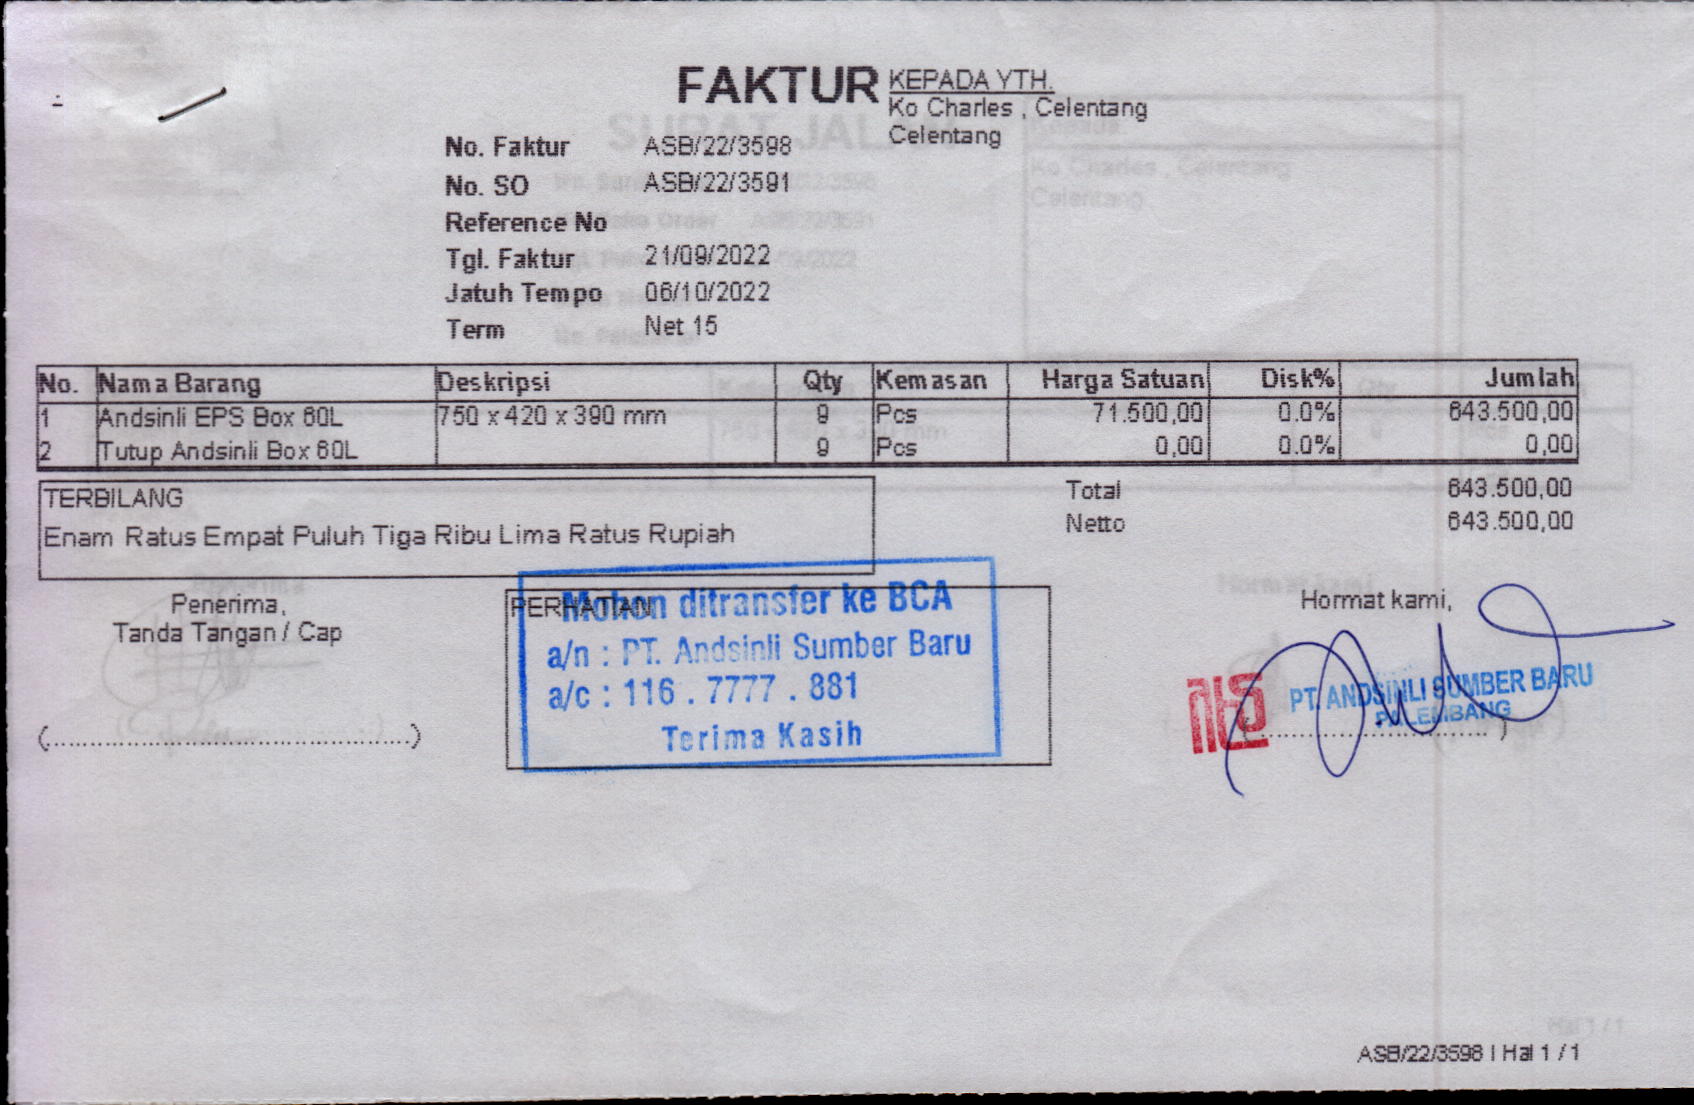 FAKTUR
KEPADA YTH.
Ko Charles , Celentang
Celentang
No. Faktur ASB/22/3598
No. SO ASB/22/3591
Reference No
Tgl. Faktur 21/09/2022
Jatuh Tempo 06/10/2022
Term Net 15
No. Nama Barang Deskripsi Qty Kemasan Harga Satuan Disk% Jumlah
1 Andsinli EPS Box 60L 750 x 420 x 390 mm 9 Pcs 71.500,00 0.0% 643.500,00
2 Tutup Andsinli Box 60L 9 Pcs 0,00 0.0% 0,00
Total 643.500,00
Netto 643.500,00
TERBILANG
Enam Ratus Empat Puluh Tiga Ribu Lima Ratus Rupiah
Penerima,
Tanda Tangan / Cap
(................................................)
PERHATIAN
Mohon ditransfer ke BCA
a/n : PT. Andsinli Sumber Baru
a/c : 116 . 7777 . 881
Terima Kasih
Hormat kami,
PT. ANDSINLI SUMBER BARU
PALEMBANG
(................................)
ASB/22/3598 | Hal 1 / 1